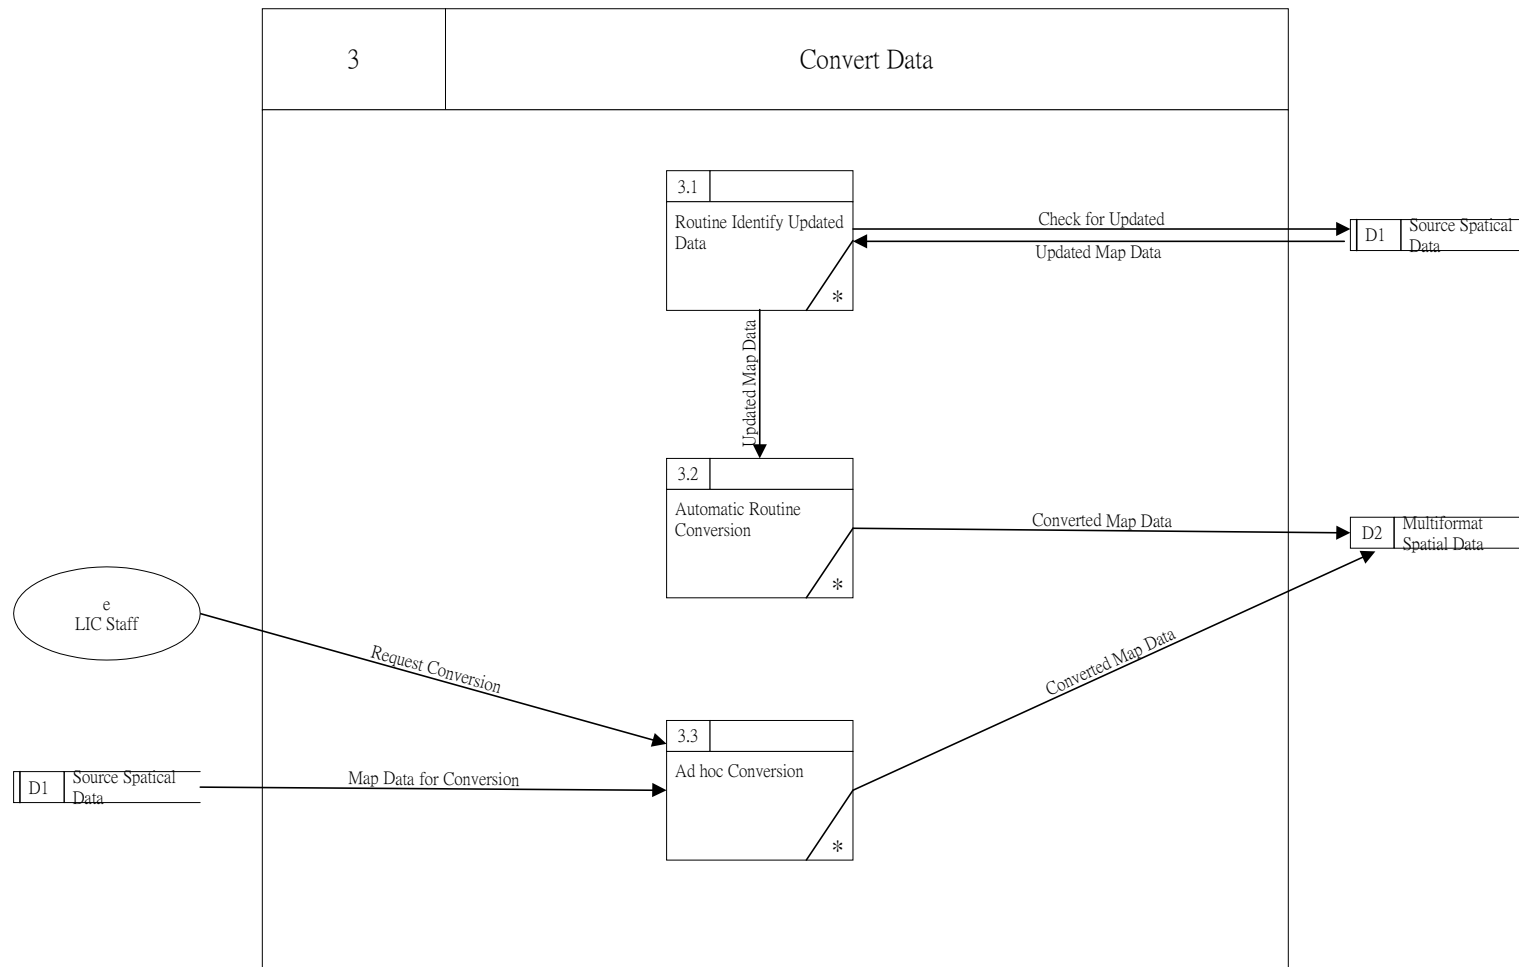 3
Convert Data
3.1
Routine Identify Updated
Data
*
Check for Updated
Updated Map Data
D1
Source Spatical
Data
Updated Map Data
3.2
Automatic Routine
Conversion
*
Converted Map Data
D2
Multiformat
Spatial Data
e
LIC Staff
Request Conversion
Converted Map Data
3.3
Ad hoc Conversion
*
D1
Source Spatical
Data
Map Data for Conversion